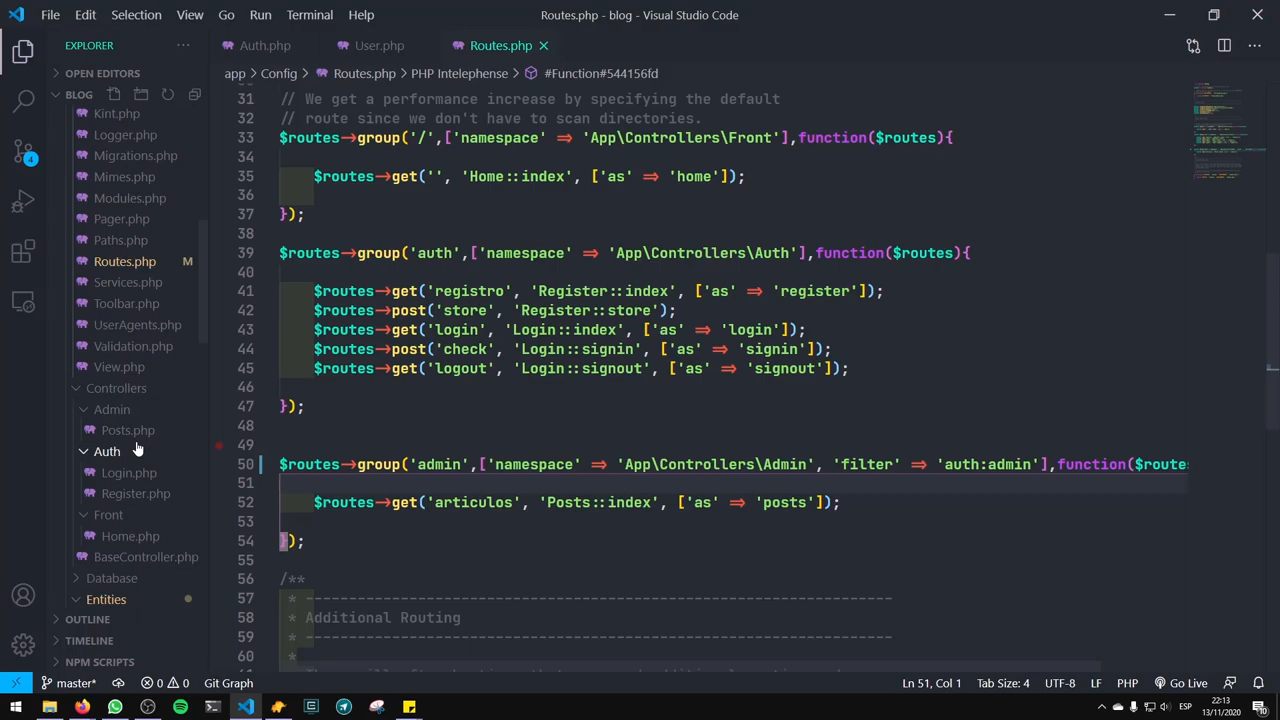 File Edit Selection View Go Run Terminal Help
Routes.php - blog - Visual Studio Code
EXPLORER
OPEN EDITORS
BLOG
Kint.php
Logger.php
Migrations.php
Mimes.php
Modules.php
Pager.php
Paths.php
Routes.php M
Services.php
Toolbar.php
UserAgents.php
Validation.php
View.php
Controllers
Admin
Posts.php
Auth
Login.php
Register.php
Front
Home.php
BaseController.php
Database
Entities
OUTLINE
TIMELINE
NPM SCRIPTS
4
Auth.php User.php Routes.php
app > Config > Routes.php > PHP Intelephense > #Function#544156fd
31 // We get a performance increase by specifying the default
32 // route since we don't have to scan directories.
33 $routes->group('/',['namespace' => 'App\Controllers\Front'],function($routes){
34
35 $routes->get('', 'Home::index', ['as' => 'home']);
36
37 });
38
39 $routes->group('auth',['namespace' => 'App\Controllers\Auth'],function($routes){
40
41 $routes->get('registro', 'Register::index', ['as' => 'register']);
42 $routes->post('store', 'Register::store');
43 $routes->get('login', 'Login::index', ['as' => 'login']);
44 $routes->post('check', 'Login::signin', ['as' => 'signin']);
45 $routes->get('logout', 'Login::signout', ['as' => 'signout']);
46
47 });
48
49
50 $routes->group('admin',['namespace' => 'App\Controllers\Admin', 'filter' => 'auth:admin'],function($route
51
52 $routes->get('articulos', 'Posts::index', ['as' => 'posts']);
53
54 });
55
56 /**
57 * --------------------------------------------------------------------
58 * Additional Routing
59 * --------------------------------------------------------------------
60 *
master* 0 0 Git Graph
Ln 51, Col 1 Tab Size: 4 UTF-8 LF PHP Go Live
ESP
22:13
13/11/2020
10